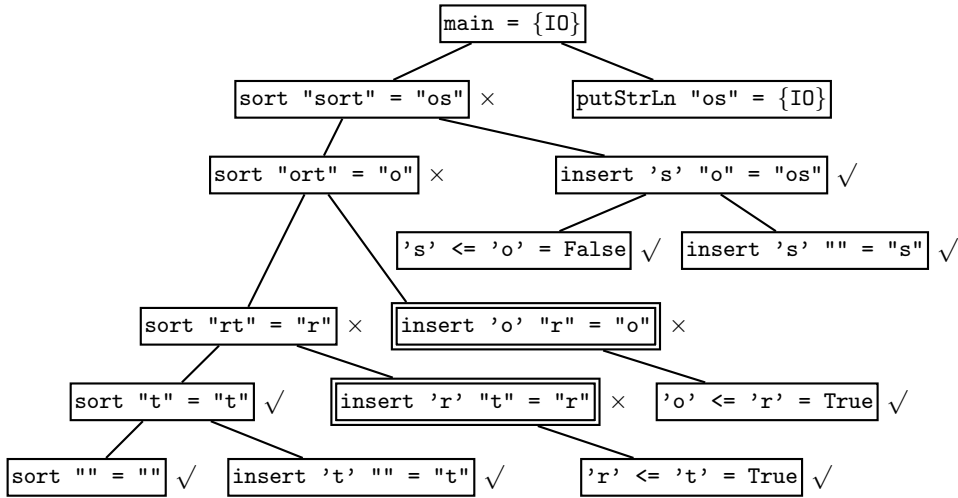 main = {IO}
sort "sort" = "os" ×
putStrLn "os" = {IO}
sort "ort" = "o" ×
insert 's' "o" = "os" √
's' <= 'o' = False √
insert 's' "" = "s" √
sort "rt" = "r" ×
insert 'o' "r" = "o" ×
sort "t" = "t" √
insert 'r' "t" = "r" ×
'o' <= 'r' = True √
sort "" = "" √
insert 't' "" = "t" √
'r' <= 't' = True √